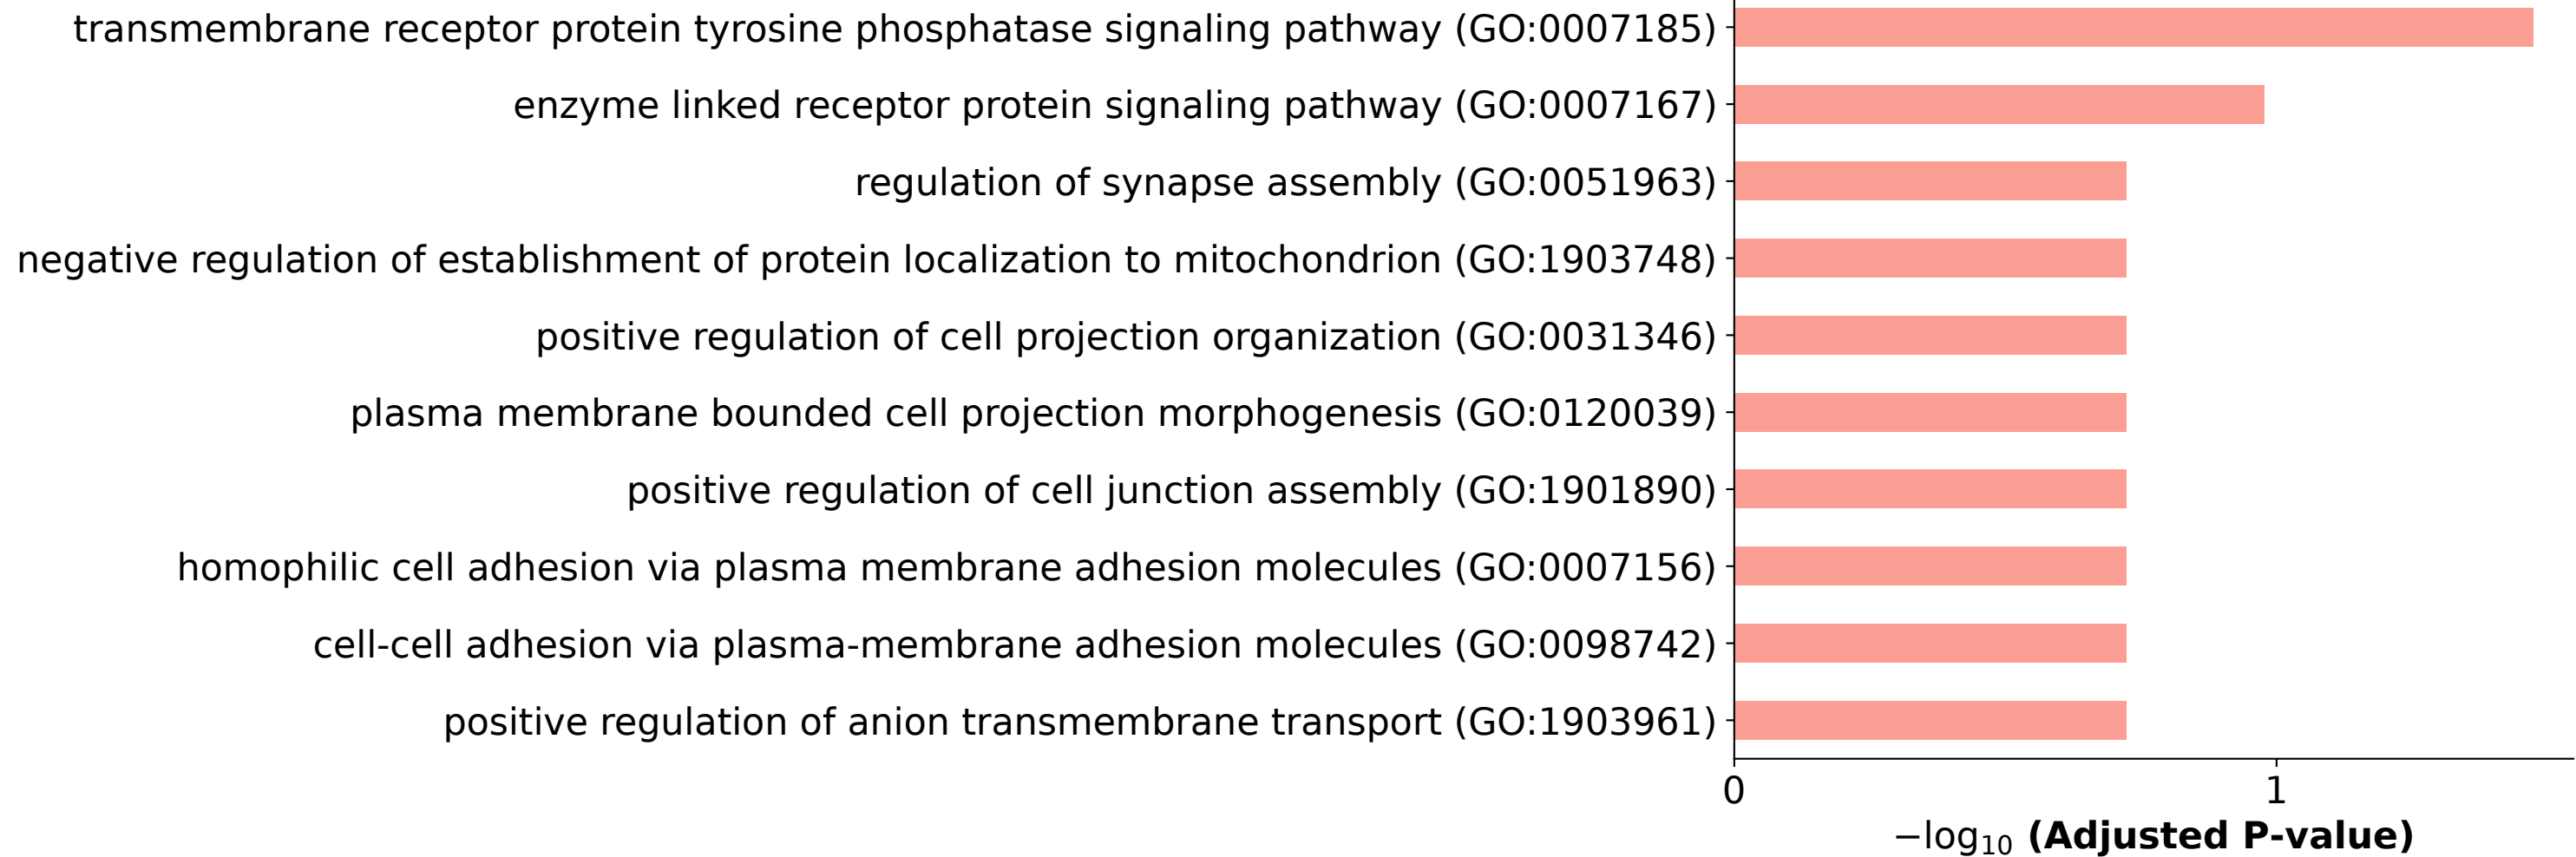 transmembrane receptor protein tyrosine phosphatase signaling pathway (GO:0007185)
enzyme linked receptor protein signaling pathway (GO:0007167)
regulation of synapse assembly (GO:0051963)
negative regulation of establishment of protein localization to mitochondrion (GO:1903748)
positive regulation of cell projection organization (GO:0031346)
plasma membrane bounded cell projection morphogenesis (GO:0120039)
positive regulation of cell junction assembly (GO:1901890)
homophilic cell adhesion via plasma membrane adhesion molecules (GO:0007156)
cell-cell adhesion via plasma-membrane adhesion molecules (GO:0098742)
positive regulation of anion transmembrane transport (GO:1903961)
0 1
−log₁₀ (Adjusted P-value)